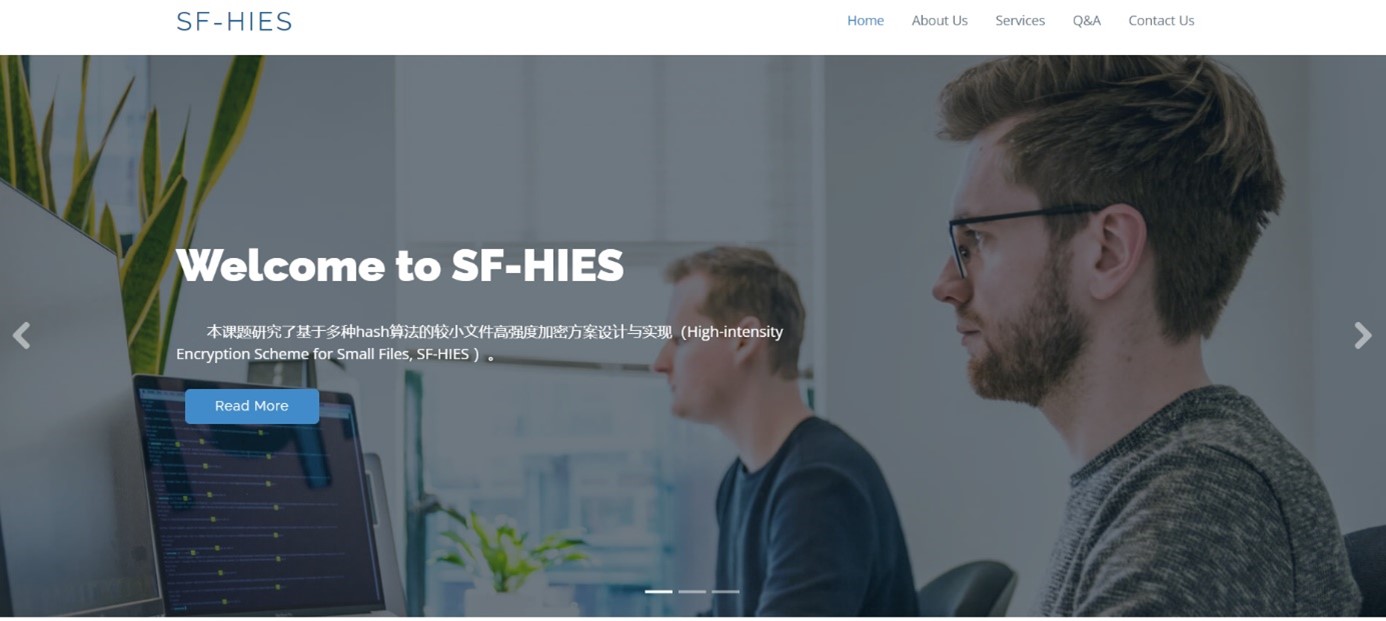 SF-HIES
Home About Us Services Q&A Contact Us
Welcome to SF-HIES
本课题研究了基于多种hash算法的较小文件高强度加密方案设计与实现（High-intensity
Encryption Scheme for Small Files, SF-HIES ）。
Read More